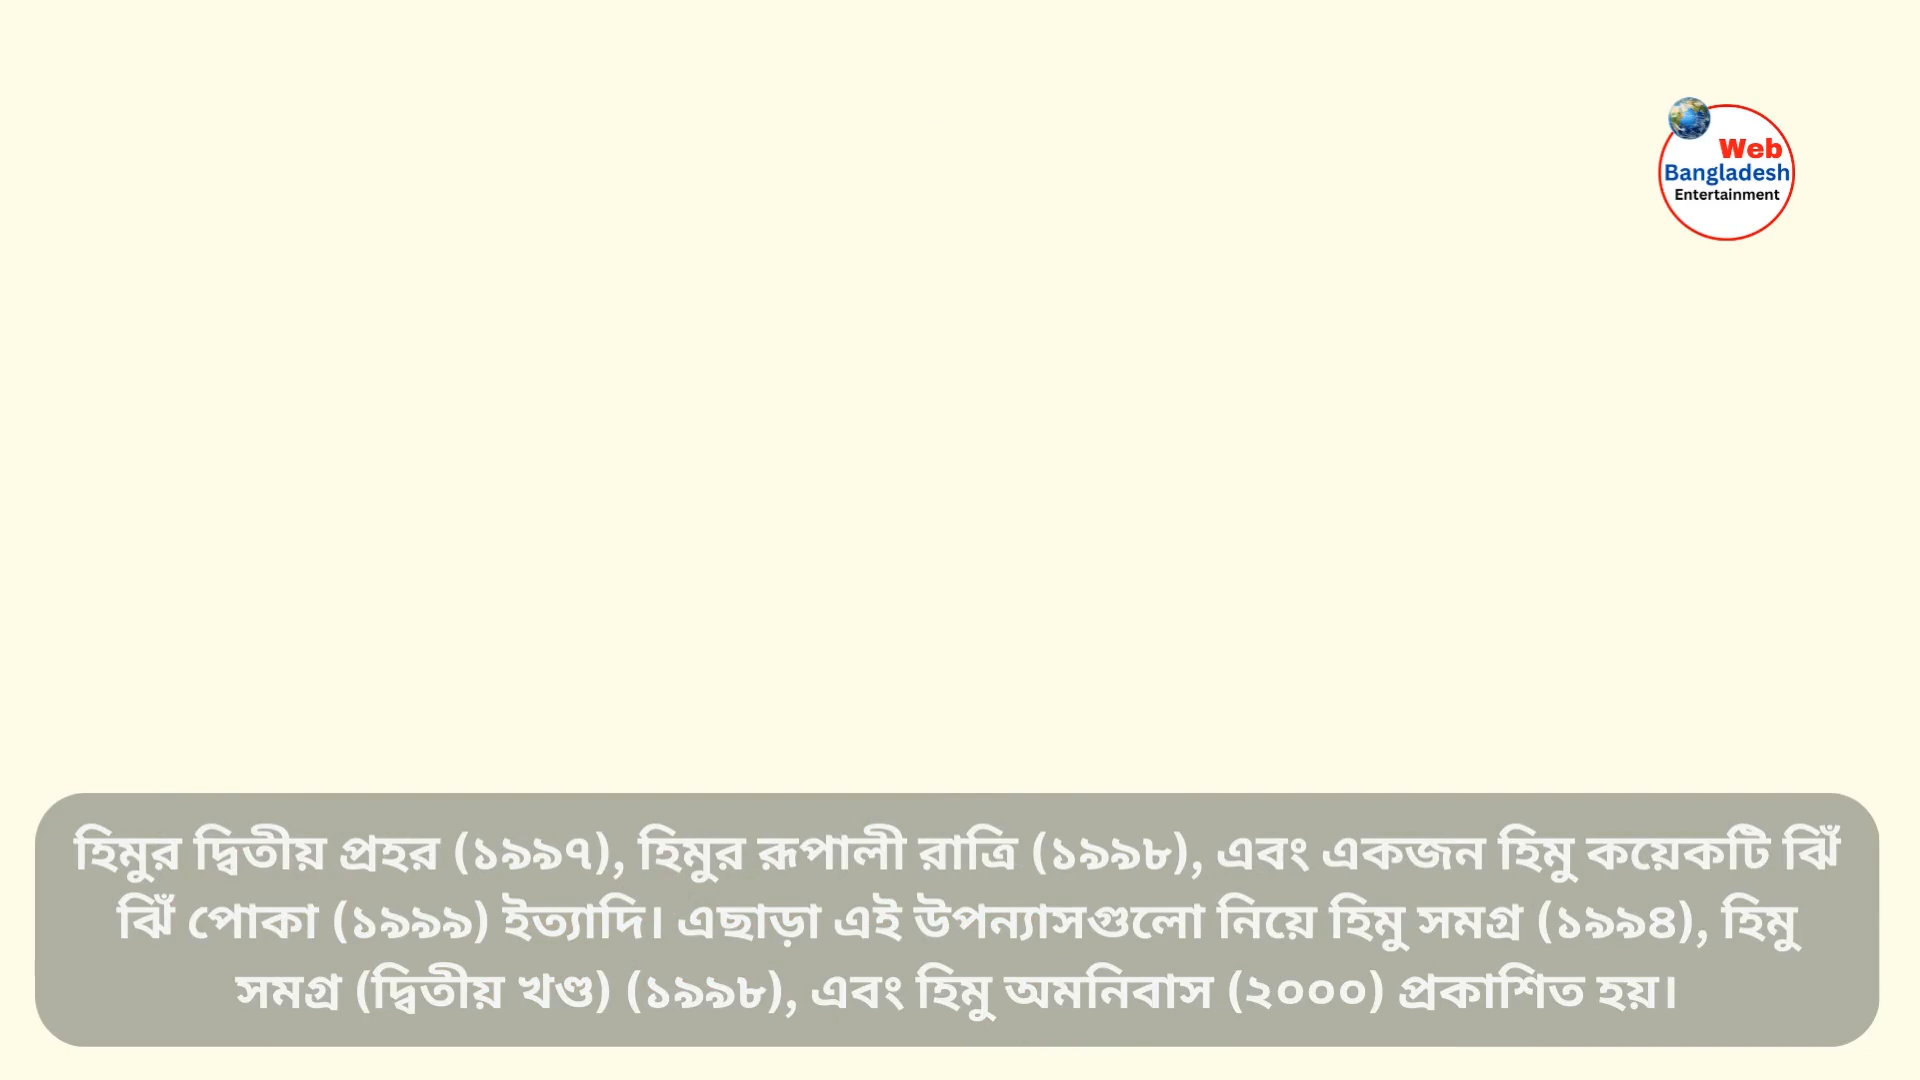 Web
Bangladesh
Entertainment
হিমুর দ্বিতীয় প্রহর (১৯৯৭), হিমুর রূপালী রাত্রি (১৯৯৮), এবং একজন হিমু কয়েকটি ঝিঁ
ঝিঁ পোকা (১৯৯৯) ইত্যাদি। এছাড়া এই উপন্যাসগুলো নিয়ে হিমু সমগ্র (১৯৯৪), হিমু
সমগ্র (দ্বিতীয় খণ্ড) (১৯৯৮), এবং হিমু অমনিবাস (২০০০) প্রকাশিত হয়।